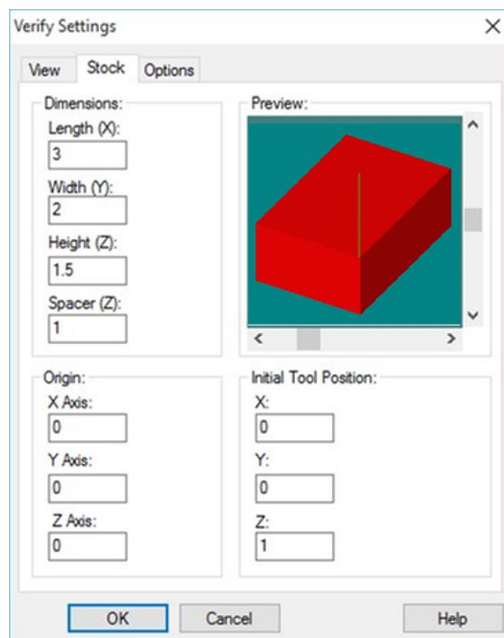 Verify Settings
View Stock Options
Dimensions:
Length (X):
3
Width (Y):
2
Height (Z):
1.5
Spacer (Z):
1
Preview:
Origin:
X Axis:
0
Y Axis:
0
Z Axis:
0
Initial Tool Position:
X:
0
Y:
0
Z:
1
OK Cancel Help